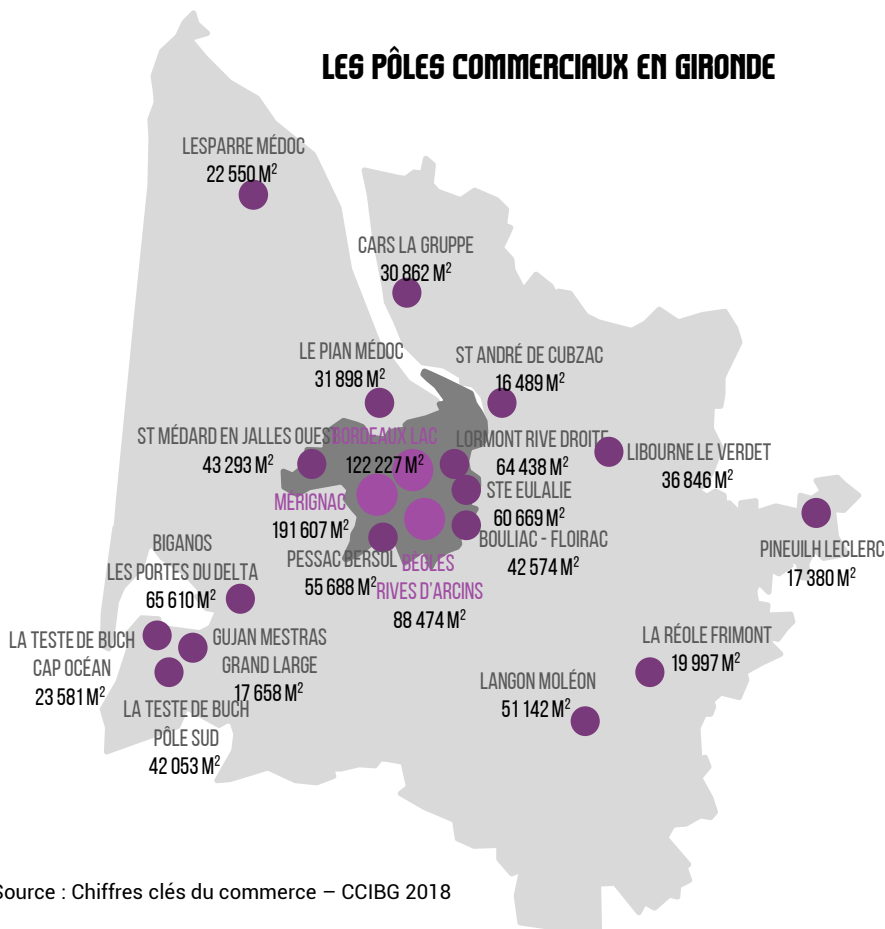 LES PÔLES COMMERCIAUX EN GIRONDE
LESPARRE MÉDOC
22 550 M²
CARS LA GRUPPE
30 862 M²
LE PIAN MÉDOC
31 898 M²
ST ANDRÉ DE CUBZAC
16 489 M²
ST MÉDARD EN JALLES OUEST
43 293 M²
BORDEAUX LAC
122 227 M²
LORMONT RIVE DROITE
64 438 M²
LIBOURNE LE VERDET
36 846 M²
MÉRIGNAC
191 607 M²
STE EULALIE
60 669 M²
BOULIAC - FLOIRAC
42 574 M²
PINEUILH LECLERC
17 380 M²
PESSAC BERSOL
55 688 M²
BÈGLES
RIVES D'ARCINS
88 474 M²
BIGANOS
LES PORTES DU DELTA
65 610 M²
LA TESTE DE BUCH
CAP OCÉAN
23 581 M²
GUJAN MESTRAS
GRAND LARGE
17 658 M²
LA TESTE DE BUCH
PÔLE SUD
42 053 M²
LA RÉOLE FRIMONT
19 997 M²
LANGON MOLÉON
51 142 M²
Source : Chiffres clés du commerce – CCIBG 2018